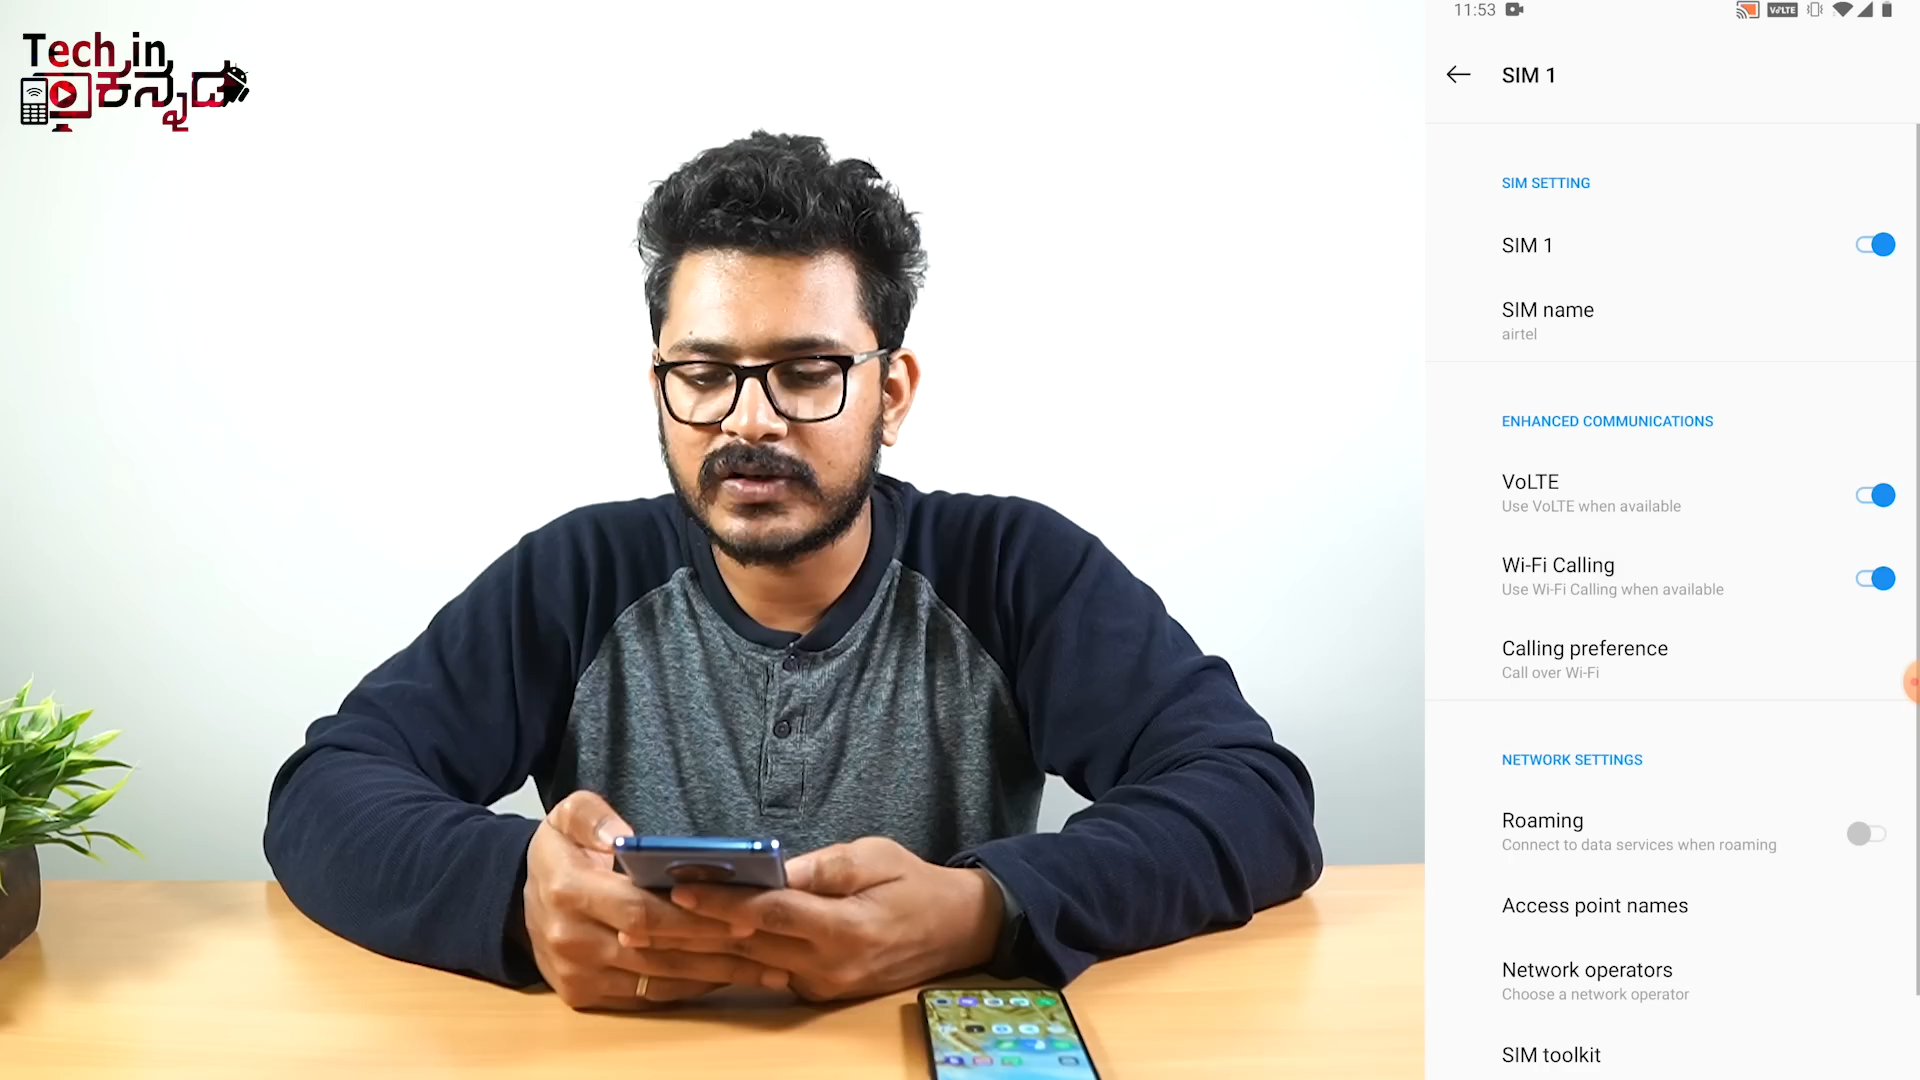 Tech in
ಕನ್ನಡ
11:53
VoLTE
SIM 1
SIM SETTING
SIM 1
SIM name
airtel
ENHANCED COMMUNICATIONS
VoLTE
Use VoLTE when available
Wi-Fi Calling
Use Wi-Fi Calling when available
Calling preference
Call over Wi-Fi
NETWORK SETTINGS
Roaming
Connect to data services when roaming
Access point names
Network operators
Choose a network operator
SIM toolkit